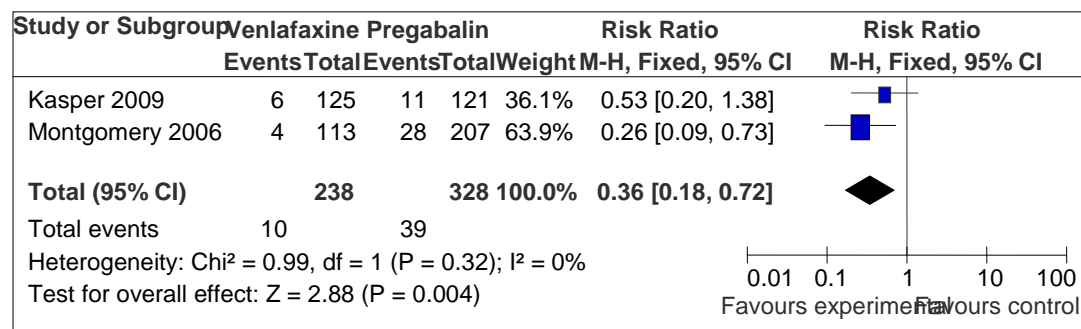 Study or Subgroup Venlafaxine Pregabalin Risk Ratio Risk Ratio
Events Total Events Total Weight M-H, Fixed, 95% CI M-H, Fixed, 95% CI
Kasper 2009 6 125 11 121 36.1% 0.53 [0.20, 1.38]
Montgomery 2006 4 113 28 207 63.9% 0.26 [0.09, 0.73]
Total (95% CI) 238 328 100.0% 0.36 [0.18, 0.72]
Total events 10 39
Heterogeneity: Chi² = 0.99, df = 1 (P = 0.32); I² = 0%
Test for overall effect: Z = 2.88 (P = 0.004)
0.01 0.1 1 10 100
Favours experimental Favours control